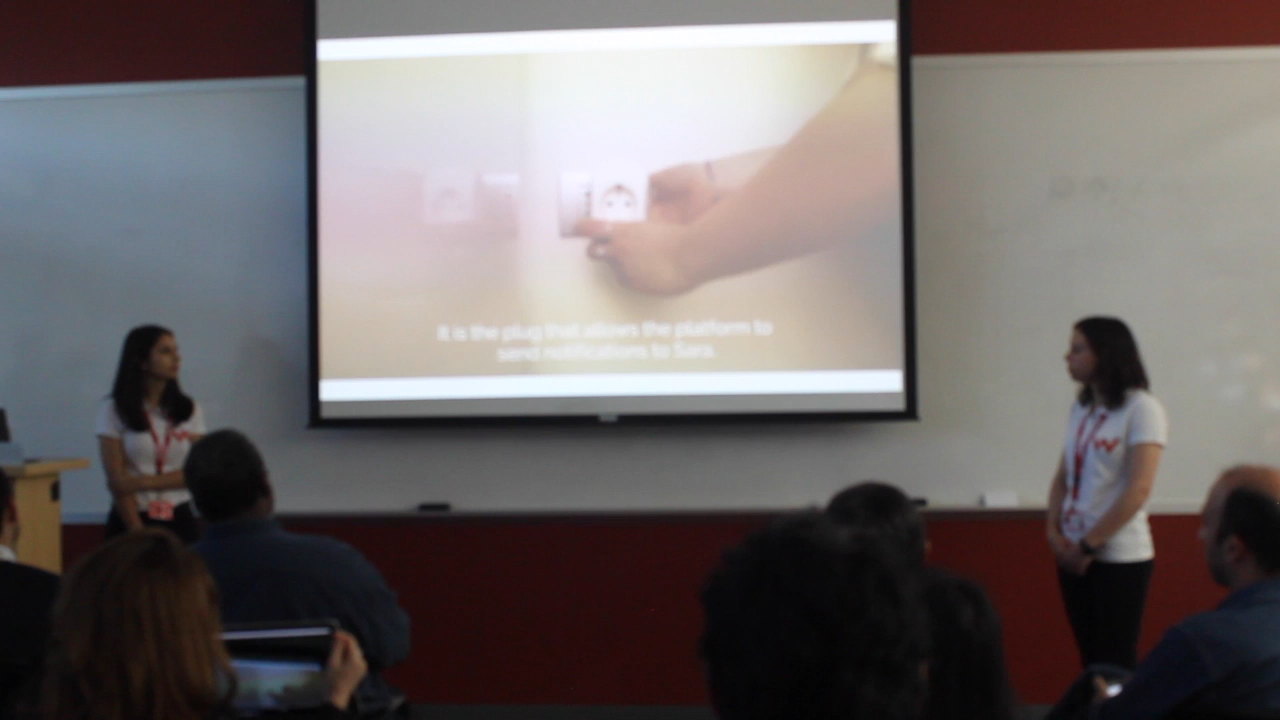 It is the plug that allows the platform to
send notifications to Sara.